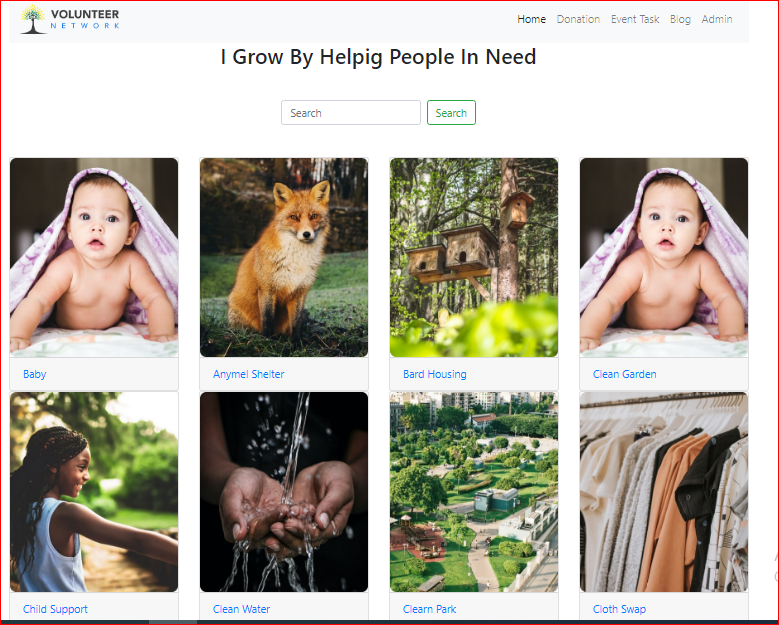 VOLUNTEER
NETWORK
Home Donation Event Task Blog Admin
I Grow By Helpig People In Need
Search Search
Baby Anymel Shelter Bard Housing Clean Garden
Child Support Clean Water Clearn Park Cloth Swap